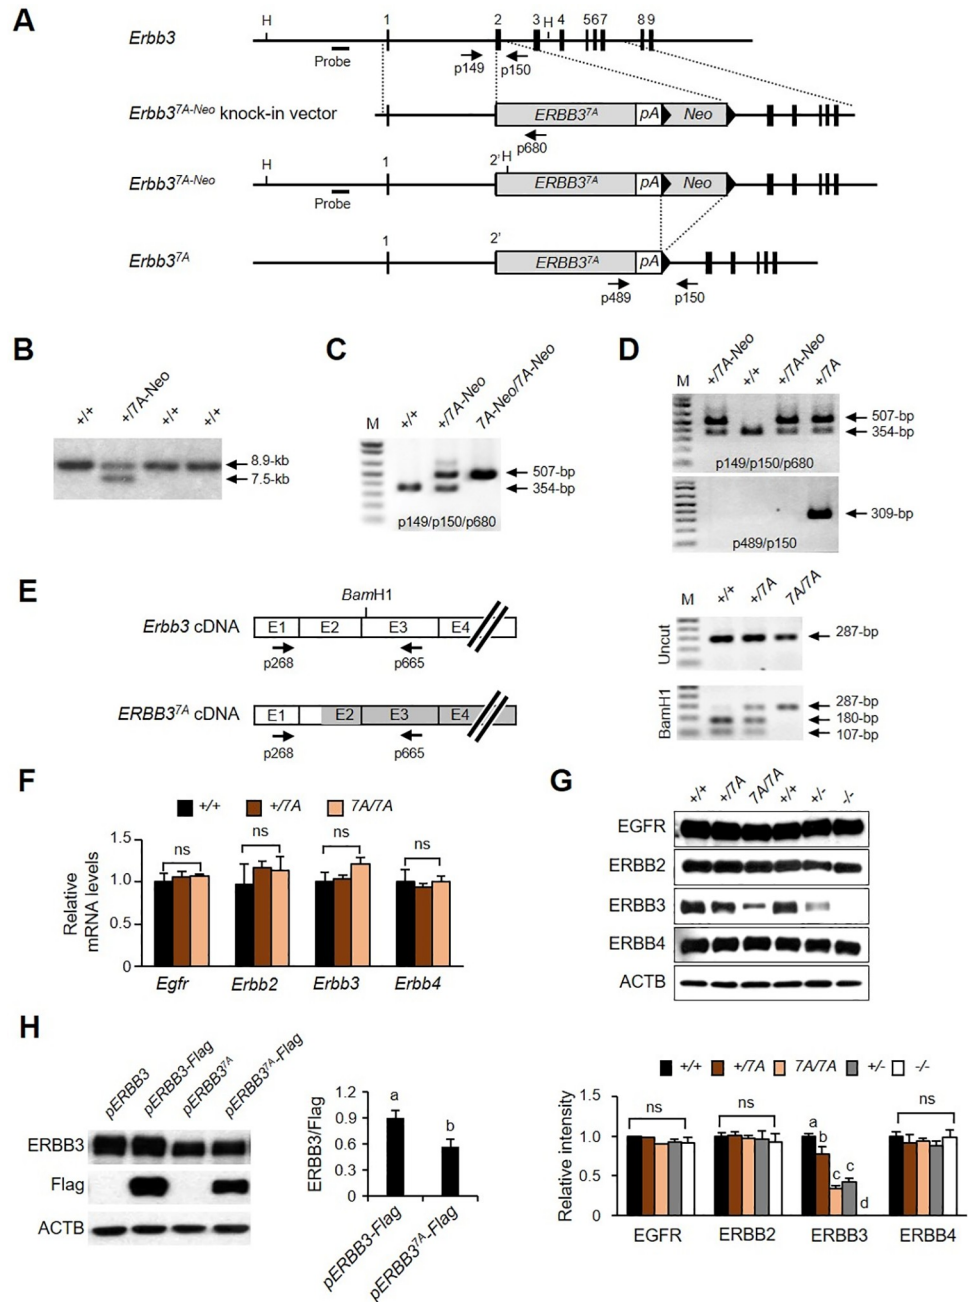 A
Erbb3
H
1
2
3
H
4
567
89
Probe
p149
p150
Erbb3 7A-Neo knock-in vector
ERBB3 7A
pA
Neo
p680
Erbb3 7A-Neo
H
1
2'
H
ERBB3 7A
pA
Neo
Probe
Erbb3 7A
1
2'
ERBB3 7A
pA
p489
p150
B
+/+
+/7A-Neo
+/+
+/+
8.9-kb
7.5-kb
C
M
+/+
+/7A-Neo
7A-Neo/7A-Neo
507-bp
354-bp
p149/p150/p680
D
M
+/7A-Neo
+/+
+/7A-Neo
+/7A
507-bp
354-bp
p149/p150/p680
309-bp
p489/p150
E
BamH1
Erbb3 cDNA
E1
E2
E3
E4
p268
p665
ERBB3 7A cDNA
E1
E2
E3
E4
p268
p665
M
+/+
+/7A
7A/7A
Uncut
287-bp
BamH1
287-bp
180-bp
107-bp
F
+/+
+/7A
7A/7A
Relative
mRNA levels
1.5
1.0
0.5
0
ns
ns
ns
ns
Egfr
Erbb2
Erbb3
Erbb4
G
+/+
+/7A
7A/7A
+/+
+/-
-/-
EGFR
ERBB2
ERBB3
ERBB4
ACTB
+/+
+/7A
7A/7A
+/-
-/-
Relative intensity
1.5
1.0
0.5
0
ns
ns
a
b
c
c
d
ns
EGFR
ERBB2
ERBB3
ERBB4
H
pERBB3
pERBB3-Flag
pERBB3 7A
pERBB3 7A-Flag
ERBB3
Flag
ACTB
ERBB3/Flag
1.2
0.9
0.6
0.3
0
a
b
pERBB3-Flag
pERBB3 7A-Flag